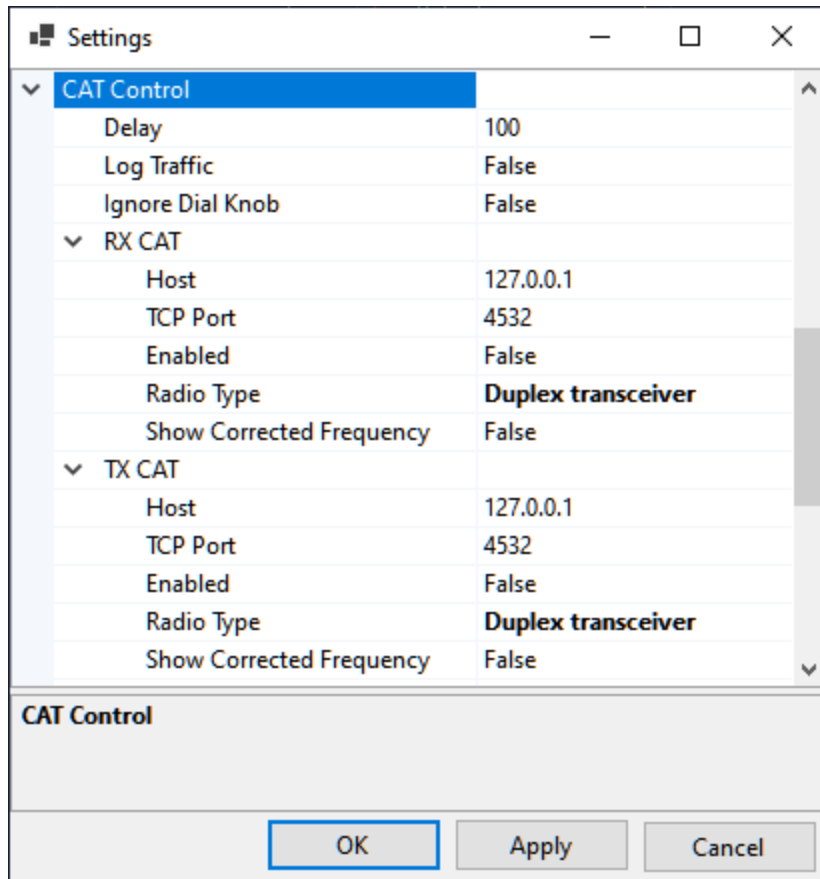 Settings
CAT Control
Delay 100
Log Traffic False
Ignore Dial Knob False
RX CAT
Host 127.0.0.1
TCP Port 4532
Enabled False
Radio Type Duplex transceiver
Show Corrected Frequency False
TX CAT
Host 127.0.0.1
TCP Port 4532
Enabled False
Radio Type Duplex transceiver
Show Corrected Frequency False
CAT Control
OK Apply Cancel